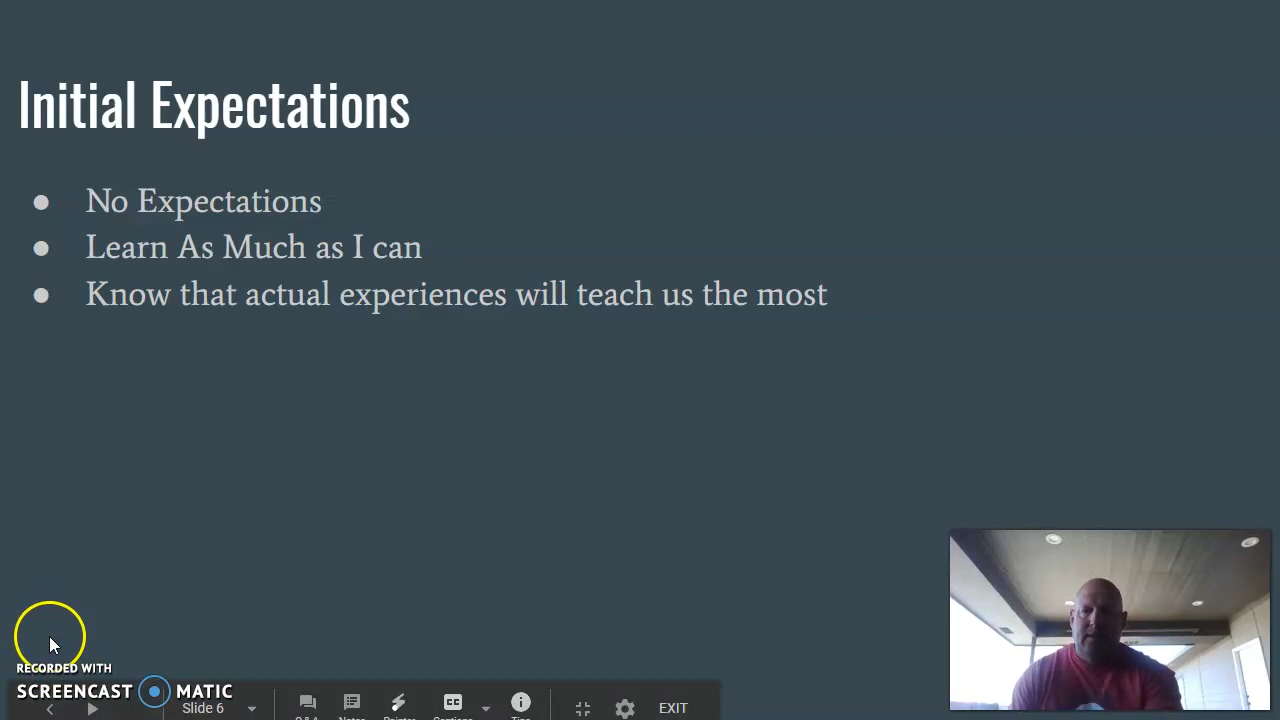 Initial Expectations
● No Expectations
● Learn As Much as I can
● Know that actual experiences will teach us the most
RECORDED WITH
SCREENCAST MATIC
Slide 6
EXIT